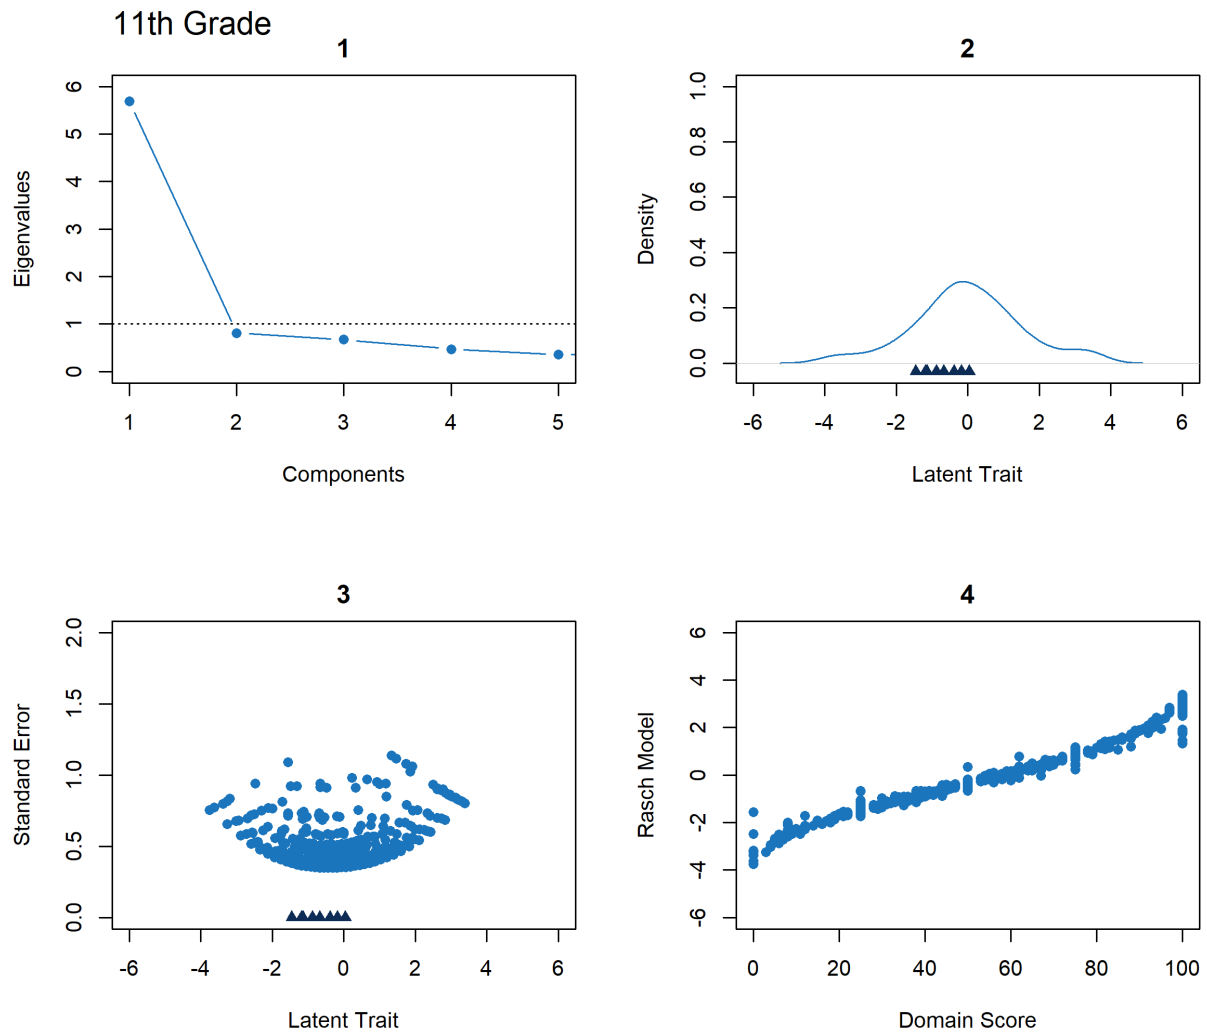 11th Grade
1
6
5
4
3
2
1
0
Eigenvalues
1 2 3 4 5
Components
2
1.0
0.8
0.6
0.4
0.2
0.0
Density
-6 -4 -2 0 2 4 6
Latent Trait
3
2.0
1.5
1.0
0.5
0.0
Standard Error
-6 -4 -2 0 2 4 6
Latent Trait
4
6
4
2
0
-2
-4
-6
Rasch Model
0 20 40 60 80 100
Domain Score